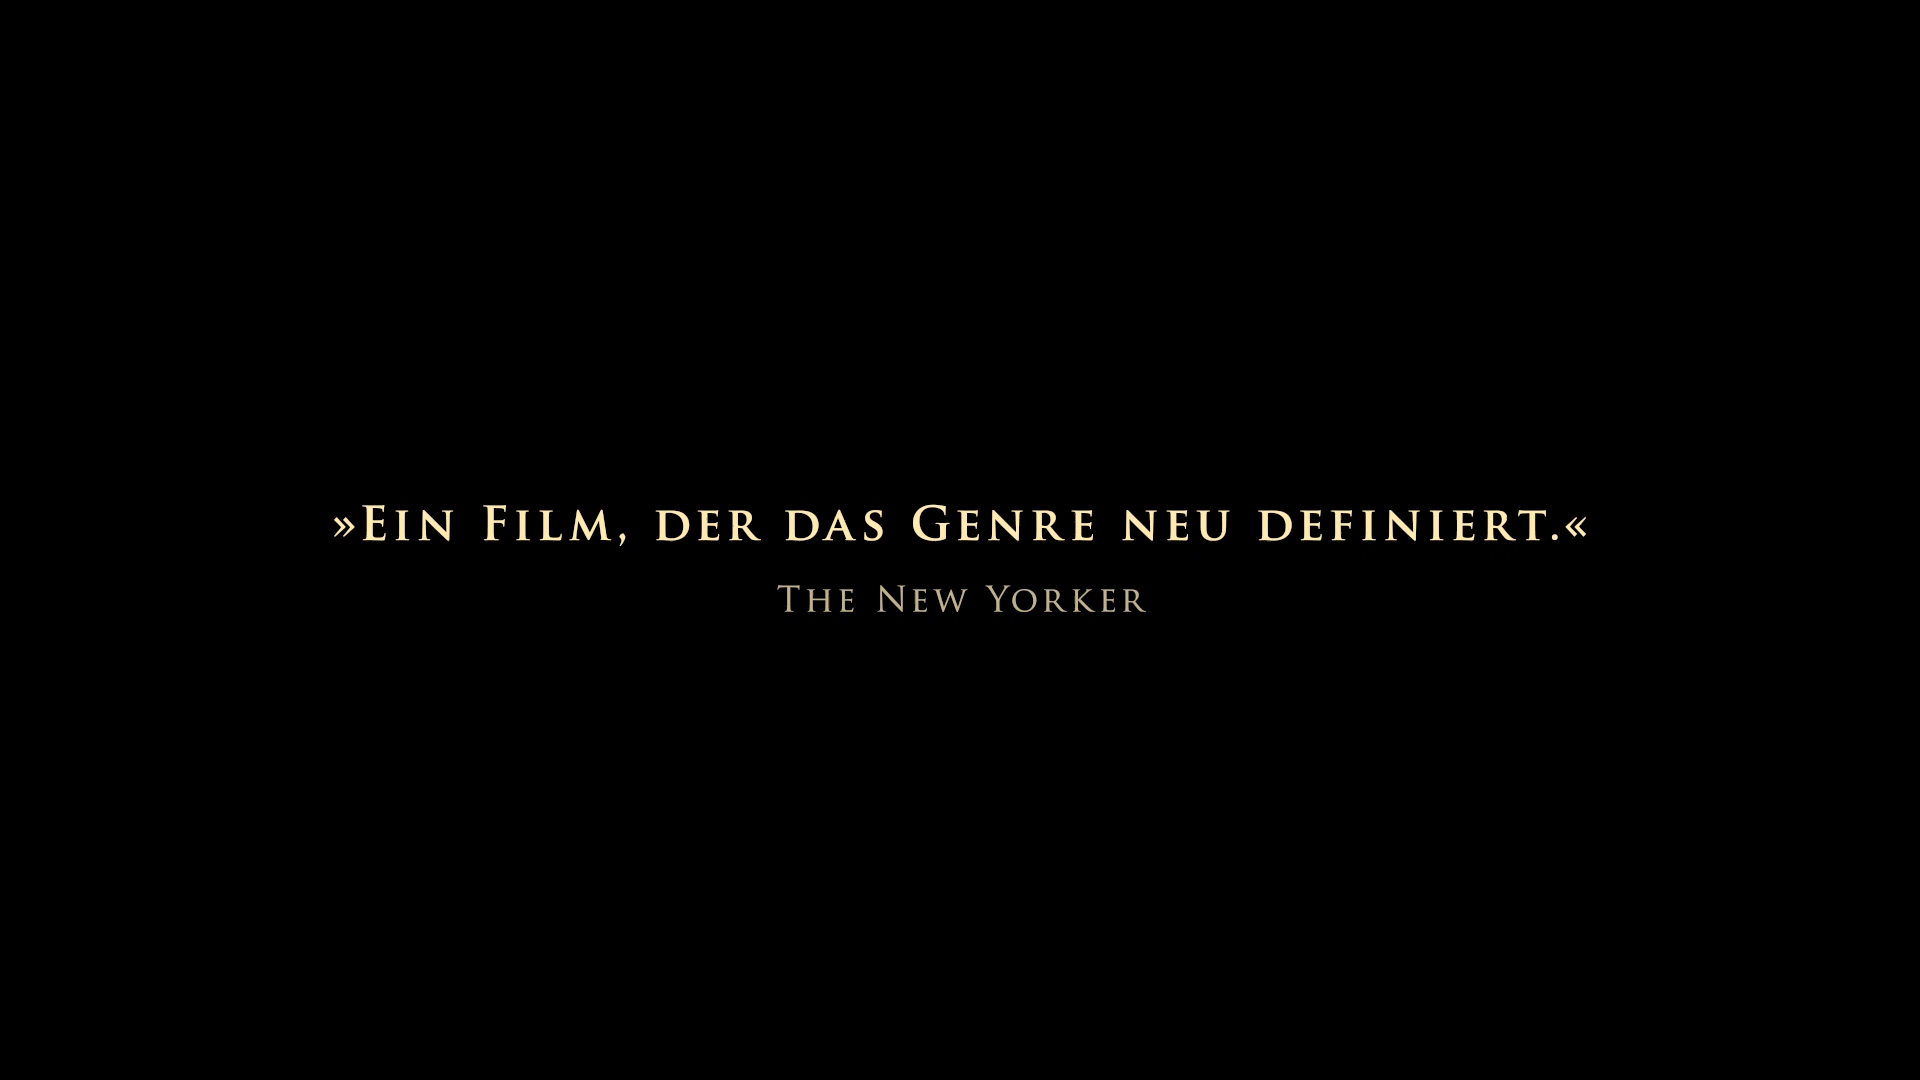 »Ein Film, der das Genre neu definiert.«
The New Yorker